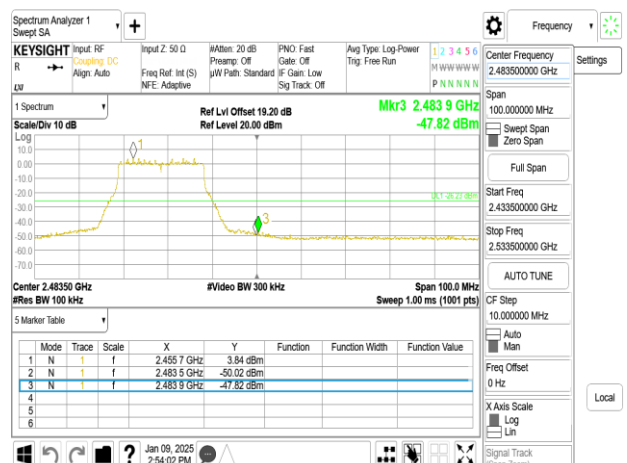 Spectrum Analyzer 1
Swept SA
+
Frequency
KEYSIGHT
R
Input: RF
Coupling: DC
Align: Auto
Input Z: 50 Ω
Freq Ref: Int (S)
NFE: Adaptive
#Atten: 20 dB
Preamp: Off
µW Path: Standard
PNO: Fast
Gate: Off
IF Gain: Low
Sig Track: Off
Avg Type: Log-Power
Trig: Free Run
1 2 3 4 5 6
M W W W W W
P N N N N N
Center Frequency
2.483500000 GHz
Settings
Span
100.000000 MHz
Swept Span
Zero Span
Full Span
Start Freq
2.433500000 GHz
Stop Freq
2.533500000 GHz
AUTO TUNE
CF Step
10.000000 MHz
Auto
Man
Freq Offset
0 Hz
X Axis Scale
Log
Lin
Local
Signal Track
1 Spectrum
Scale/Div 10 dB
Ref Lvl Offset 19.20 dB
Ref Level 20.00 dBm
Mkr3 2.483 9 GHz
-47.82 dBm
Log
10.0
0.00
-10.0
-20.0
-30.0
-40.0
-50.0
-60.0
-70.0
1
3
Center 2.48350 GHz
#Res BW 100 kHz
#Video BW 300 kHz
Span 100.0 MHz
Sweep 1.00 ms (1001 pts)
5 Marker Table
Mode Trace Scale X Y Function Function Width Function Value
1 N 1 f 2.455 7 GHz 3.84 dBm
2 N 1 f 2.483 5 GHz -50.02 dBm
3 N 1 f 2.483 9 GHz -47.82 dBm
4
5
6
?
Jan 09, 2025
2:54:02 PM